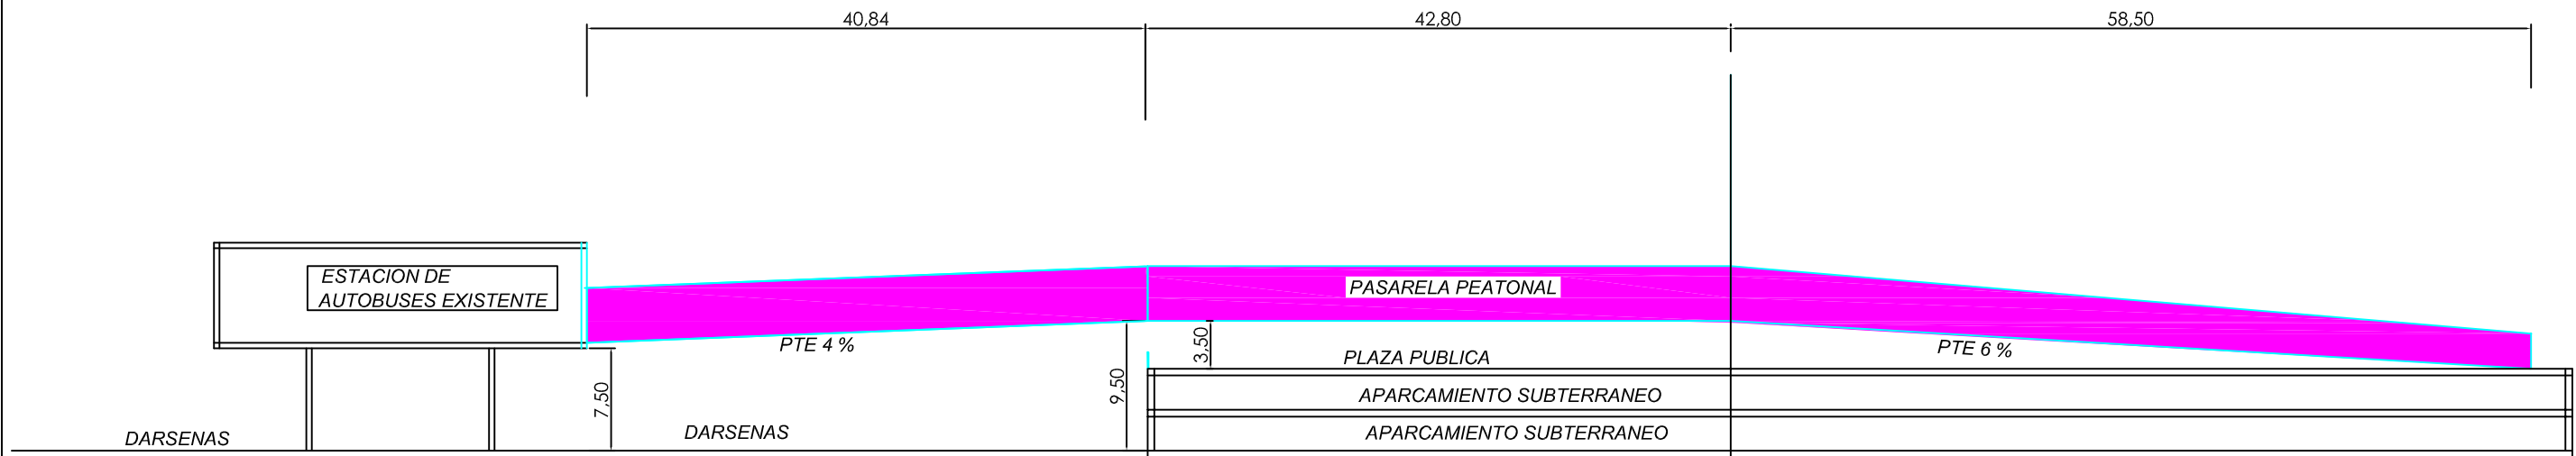 40,84
42,80
58,50
ESTACION DE
AUTOBUSES EXISTENTE
PASARELA PEATONAL
PTE 4 %
3,50
PLAZA PUBLICA
PTE 6 %
7,50
9,50
APARCAMIENTO SUBTERRANEO
DARSENAS
DARSENAS
APARCAMIENTO SUBTERRANEO